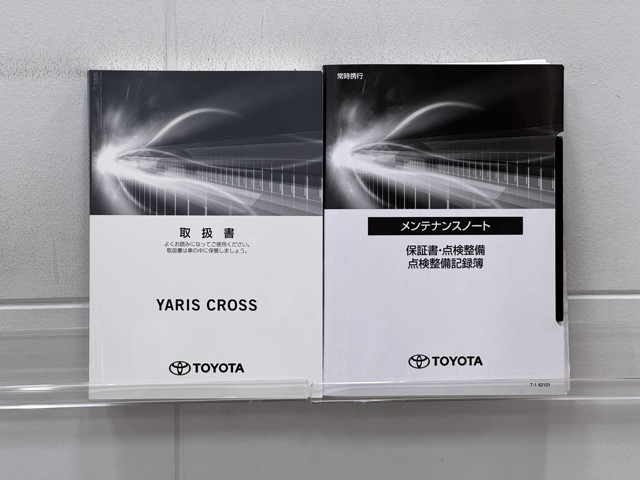 取扱書
よくお読みになってご使用ください。
取扱書は車の中に保管しましょう。
YARIS CROSS
TOYOTA
常時携行
メンテナンスノート
保証書・点検整備
点検整備記録簿
TOYOTA
T-1 62101